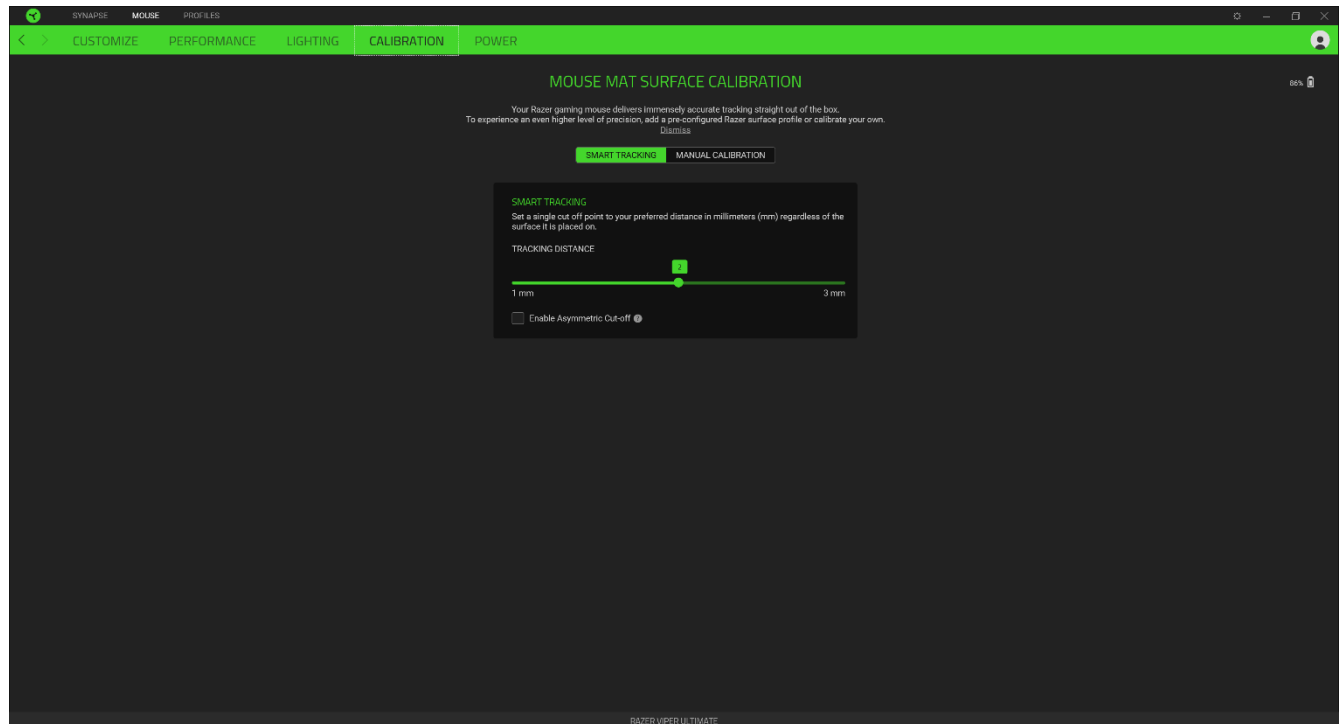 SYNAPSE MOUSE PROFILES
CUSTOMIZE PERFORMANCE LIGHTING CALIBRATION POWER
MOUSE MAT SURFACE CALIBRATION
86%
Your Razer gaming mouse delivers immensely accurate tracking straight out of the box.
To experience an even higher level of precision, add a pre-configured Razer surface profile or calibrate your own.
Dismiss
SMART TRACKING MANUAL CALIBRATION
SMART TRACKING
Set a single cut off point to your preferred distance in millimeters (mm) regardless of the
surface it is placed on.
TRACKING DISTANCE
2
1 mm 3 mm
Enable Asymmetric Cut-off ?
RAZER VIPER ULTIMATE